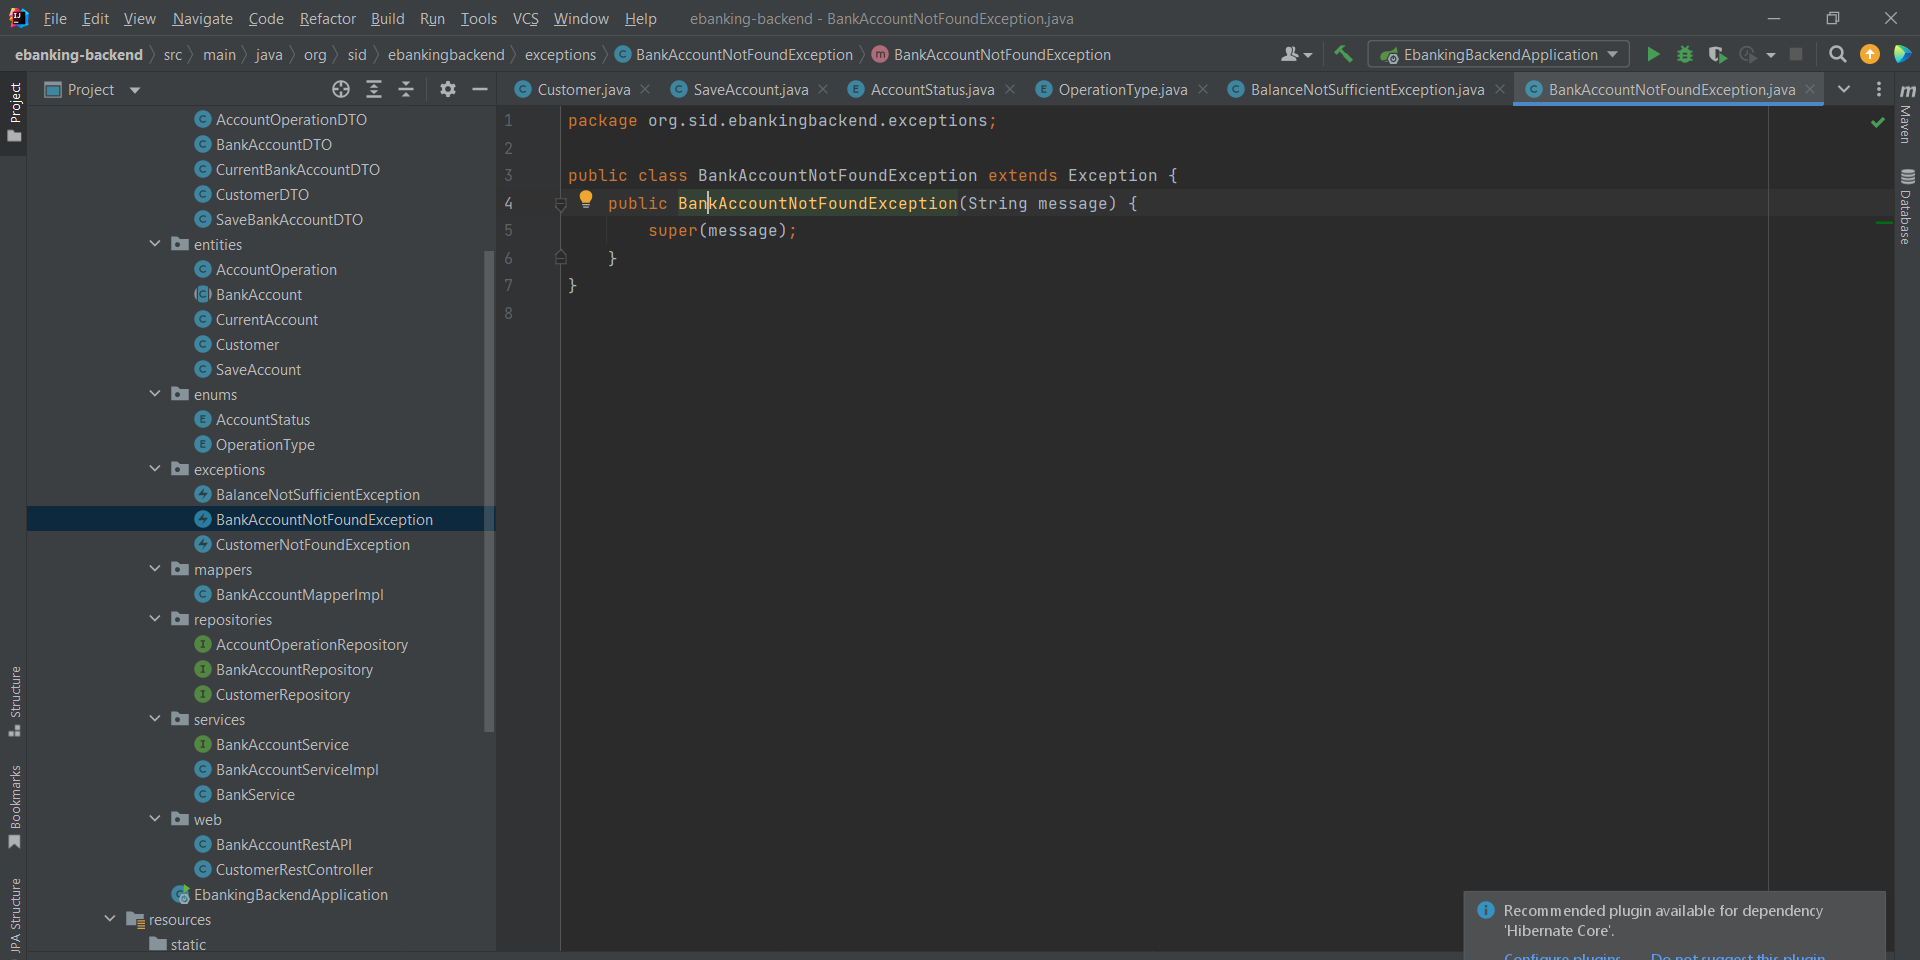 File Edit View Navigate Code Refactor Build Run Tools VCS Window Help ebanking-backend - BankAccountNotFoundException.java
ebanking-backend src main java org sid ebankingbackend exceptions BankAccountNotFoundException BankAccountNotFoundException EbankingBackendApplication
Project
Customer.java SaveAccount.java AccountStatus.java OperationType.java BalanceNotSufficientException.java BankAccountNotFoundException.java
Project
Structure
Bookmarks
JPA Structure
AccountOperationDTO
BankAccountDTO
CurrentBankAccountDTO
CustomerDTO
SaveBankAccountDTO
entities
AccountOperation
BankAccount
CurrentAccount
Customer
SaveAccount
enums
AccountStatus
OperationType
exceptions
BalanceNotSufficientException
BankAccountNotFoundException
CustomerNotFoundException
mappers
BankAccountMapperImpl
repositories
AccountOperationRepository
BankAccountRepository
CustomerRepository
services
BankAccountService
BankAccountServiceImpl
BankService
web
BankAccountRestAPI
CustomerRestController
EbankingBackendApplication
resources
static
1 package org.sid.ebankingbackend.exceptions;
2
3 public class BankAccountNotFoundException extends Exception {
4 public BankAccountNotFoundException(String message) {
5 super(message);
6 }
7 }
8
Maven
Database
Recommended plugin available for dependency
'Hibernate Core'.
Configure plugins... Do not suggest this plugin